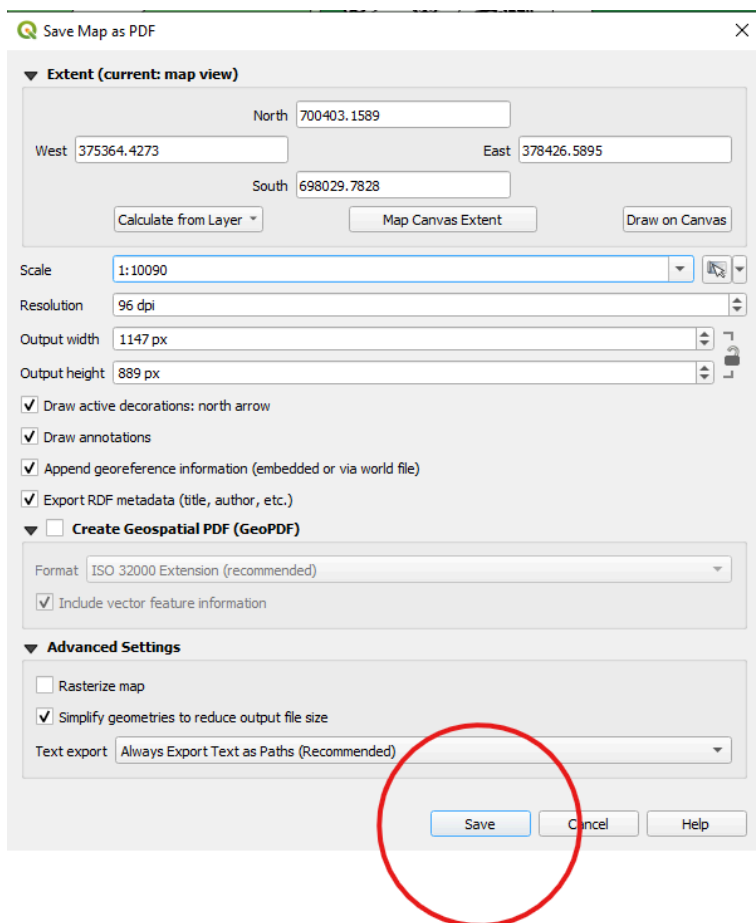 Save Map as PDF
Extent (current: map view)
North 700403.1589
West 375364.4273 East 378426.5895
South 698029.7828
Calculate from Layer Map Canvas Extent Draw on Canvas
Scale 1:10090
Resolution 96 dpi
Output width 1147 px
Output height 889 px
Draw active decorations: north arrow
Draw annotations
Append georeference information (embedded or via world file)
Export RDF metadata (title, author, etc.)
Create Geospatial PDF (GeoPDF)
Format ISO 32000 Extension (recommended)
Include vector feature information
Advanced Settings
Rasterize map
Simplify geometries to reduce output file size
Text export Always Export Text as Paths (Recommended)
Save Cancel Help